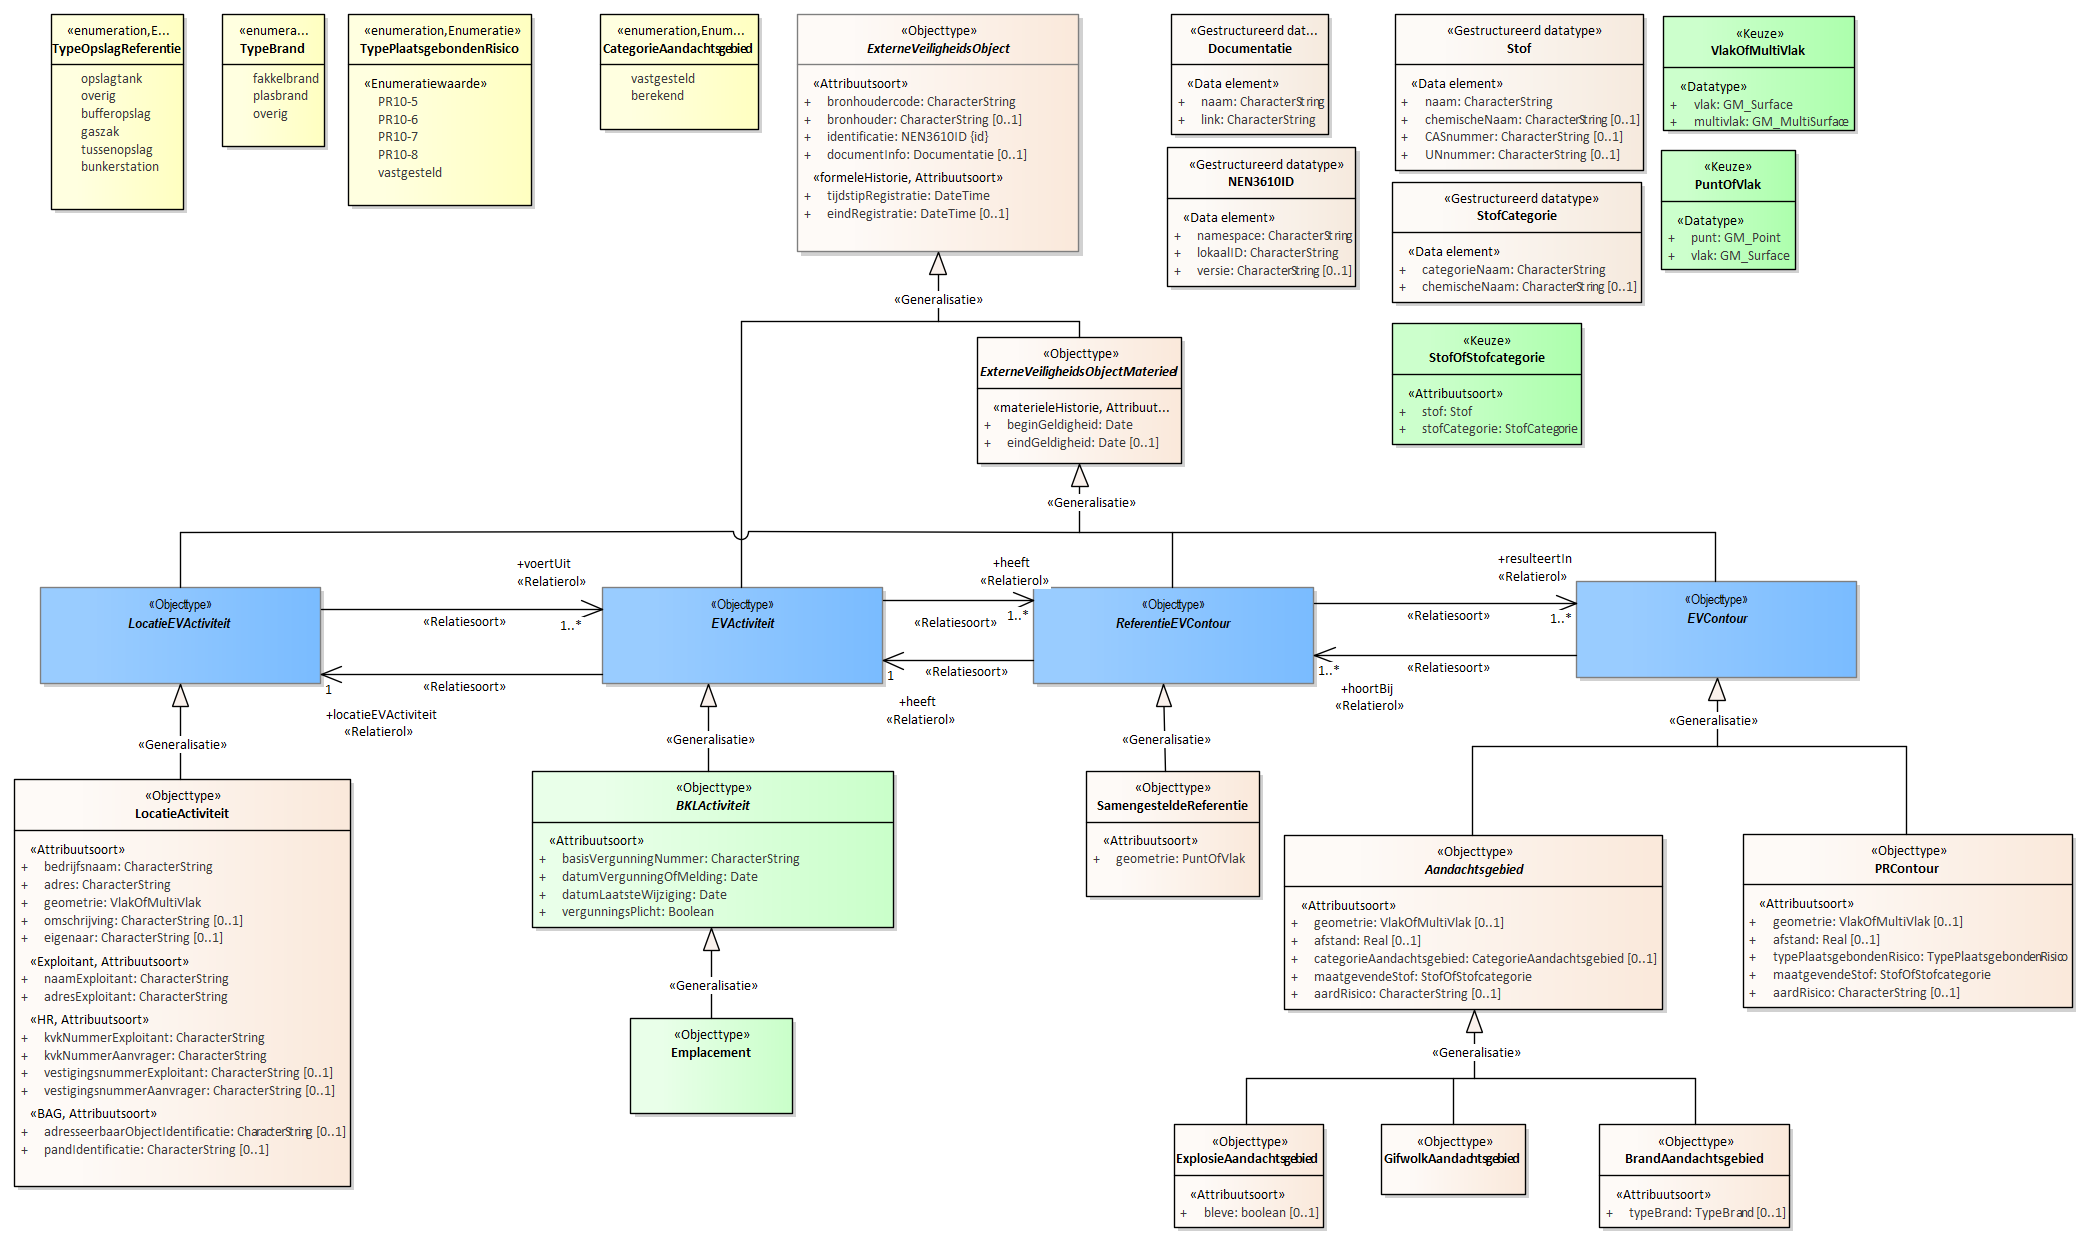 «enumeration,E...
TypeOpslagReferentie
opslagtank
overig
bufferopslag
gaszak
tussenopslag
bunkerstation
«enumera...
TypeBrand
fakkelbrand
plasbrand
overig
«enumeration,Enumeratie»
TypePlaatsgebondenRisico
«Enumeratiewaarde»
PR10-5
PR10-6
PR10-7
PR10-8
vastgesteld
«enumeration,Enum...
CategorieAandachtsgebied
vastgesteld
berekend
«Objecttype»
ExterneVeiligheidsObject
«Attribuutsoort»
+ bronhoudercode: CharacterString
+ bronhouder: CharacterString [0..1]
+ identificatie: NEN3610ID {id}
+ documentInfo: Documentatie [0..1]
«formeleHistorie, Attribuutsoort»
+ tijdstipRegistratie: DateTime
+ eindRegistratie: DateTime [0..1]
«Gestructureerd dat...
Documentatie
«Data element»
+ naam: CharacterString
+ link: CharacterString
«Gestructureerd datatype»
NEN3610ID
«Data element»
+ namespace: CharacterString
+ lokaalID: CharacterString
+ versie: CharacterString [0..1]
«Gestructureerd datatype»
Stof
«Data element»
+ naam: CharacterString
+ chemischeNaam: CharacterString [0..1]
+ CASnummer: CharacterString [0..1]
+ UNnummer: CharacterString [0..1]
«Gestructureerd datatype»
StofCategorie
«Data element»
+ categorieNaam: CharacterString
+ chemischeNaam: CharacterString [0..1]
«Keuze»
StofOfStofcategorie
«Attribuutsoort»
+ stof: Stof
+ stofCategorie: StofCategorie
«Keuze»
VlakOfMultiVlak
«Datatype»
+ vlak: GM_Surface
+ multivlak: GM_MultiSurface
«Keuze»
PuntOfVlak
«Datatype»
+ punt: GM_Point
+ vlak: GM_Surface
«Generalisatie»
«Objecttype»
ExterneVeiligheidsObjectMaterieel
«materieleHistorie, Attribuut...
+ beginGeldigheid: Date
+ eindGeldigheid: Date [0..1]
«Generalisatie»
«Objecttype»
LocatieEVActiviteit
+voertUit
«Relatierol»
«Relatiesoort»
1..*
«Relatiesoort»
1
+locatieEVActiviteit
«Relatierol»
«Objecttype»
EVActiviteit
+heeft
«Relatierol»
«Relatiesoort»
1..*
«Relatiesoort»
1
+heeft
«Relatierol»
«Objecttype»
ReferentieEVContour
+resulteertIn
«Relatierol»
«Relatiesoort»
1..*
«Relatiesoort»
1..*
+hoortBij
«Relatierol»
«Objecttype»
EVContour
«Generalisatie»
«Generalisatie»
«Generalisatie»
«Generalisatie»
«Objecttype»
LocatieActiviteit
«Attribuutsoort»
+ bedrijfsnaam: CharacterString
+ adres: CharacterString
+ geometrie: VlakOfMultiVlak
+ omschrijving: CharacterString [0..1]
+ eigenaar: CharacterString [0..1]
«Exploitant, Attribuutsoort»
+ naamExploitant: CharacterString
+ adresExploitant: CharacterString
«HR, Attribuutsoort»
+ kvkNummerExploitant: CharacterString
+ kvkNummerAanvrager: CharacterString
+ vestigingsnummerExploitant: CharacterString [0..1]
+ vestigingsnummerAanvrager: CharacterString [0..1]
«BAG, Attribuutsoort»
+ adresseerbaarObjectIdentificatie: CharacterString [0..1]
+ pandIdentificatie: CharacterString [0..1]
«Objecttype»
BKLActiviteit
«Attribuutsoort»
+ basisVergunningNummer: CharacterString
+ datumVergunningOfMelding: Date
+ datumLaatsteWijziging: Date
+ vergunningsPlicht: Boolean
«Generalisatie»
«Objecttype»
Emplacement
«Objecttype»
SamengesteldeReferentie
«Attribuutsoort»
+ geometrie: PuntOfVlak
«Objecttype»
Aandachtsgebied
«Attribuutsoort»
+ geometrie: VlakOfMultiVlak [0..1]
+ afstand: Real [0..1]
+ categorieAandachtsgebied: CategorieAandachtsgebied [0..1]
+ maatgevendeStof: StofOfStofcategorie
+ aardRisico: CharacterString [0..1]
«Objecttype»
PRContour
«Attribuutsoort»
+ geometrie: VlakOfMultiVlak [0..1]
+ afstand: Real [0..1]
+ typePlaatsgebondenRisico: TypePlaatsgebondenRisico
+ maatgevendeStof: StofOfStofcategorie
+ aardRisico: CharacterString [0..1]
«Generalisatie»
«Objecttype»
ExplosieAandachtsgebied
«Attribuutsoort»
+ bleve: boolean [0..1]
«Objecttype»
GifwolkAandachtsgebied
«Objecttype»
BrandAandachtsgebied
«Attribuutsoort»
+ typeBrand: TypeBrand [0..1]